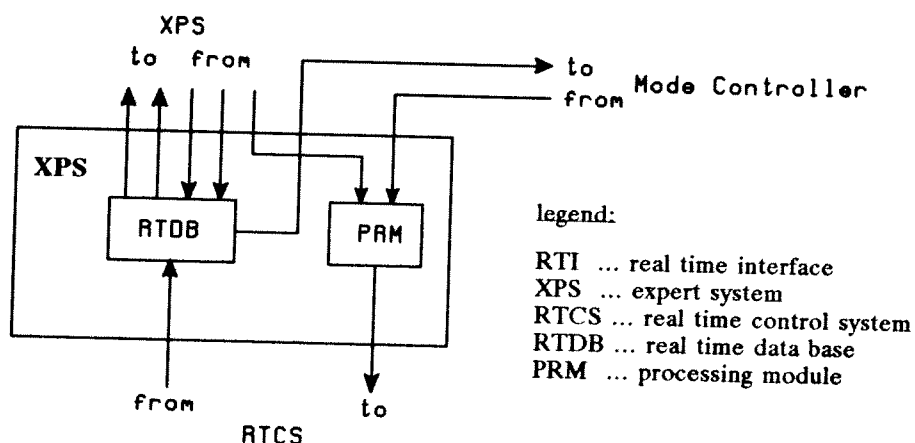 XPS
to from
to
from Mode Controller
XPS
RTDB
PRM
legend:
RTI ... real time interface
XPS ... expert system
RTCS ... real time control system
RTDB ... real time data base
PRM ... processing module
from
to
RTCS